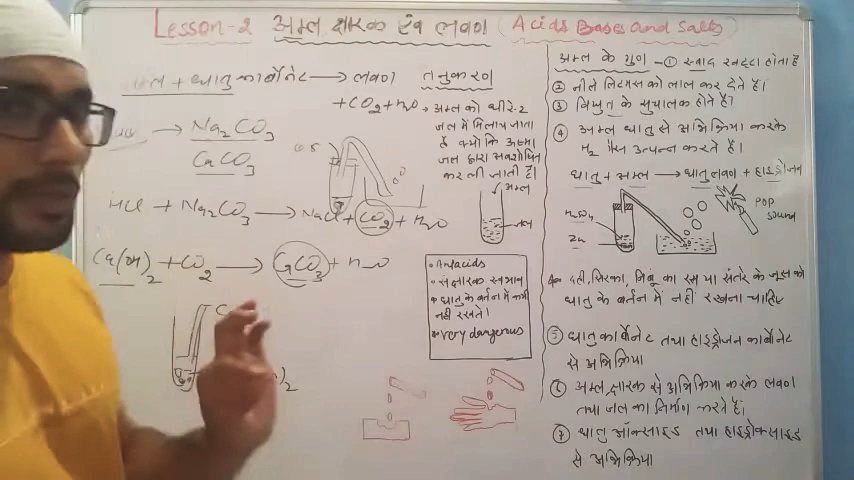 Lesson-2 अम्ल क्षारक एवं लवण (Acids Bases and Salts)
अम्ल + धातु कार्बोनेट → लवण
+ CO2 + H2O
→ Na2CO3
CaCO3
HCl + Na2CO3 → NaCl + CO2 + H2O
Ca(OH)2 + CO2 → CaCO3 + H2O
तनुकरण
→ अम्ल को धीरे-2
जल में मिलाया जाता
है क्योंकि ऊष्मा
जल द्वारा अवशोषित
कर ली जाती है।
अम्ल
जल
• Antacids
• संक्षारक स्वभाव
• धातु के बर्तन में कभी
नहीं रखते।
• very dangerous
अम्ल के गुण - ① स्वाद खट्टा होता है
② नीले लिटमस को लाल कर देते हैं।
③ विद्युत के सुचालक होते हैं?
④ अम्ल धातु से अभिक्रिया करके
H2 गैस उत्पन्न करते हैं।
धातु + अम्ल → धातु लवण + हाइड्रोजन
H2SO4
Zn
POP
Sound
दही, सिरका, निंबू का रस या संतरे के जूस को
धातु के बर्तन में नहीं रखना चाहिए
⑤ धातु कार्बोनेट तथा हाइड्रोजन कार्बोनेट
से अभिक्रिया
⑥ अम्ल क्षारक से अभिक्रिया करके लवण
तथा जल का निर्माण करते हैं।
⑦ धातु ऑक्साइड तथा हाइड्रोक्साइड
से अभिक्रिया